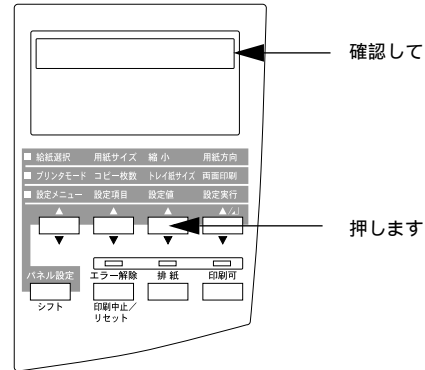 確認して
給紙選択 用紙サイズ 縮小 用紙方向
プリンタモード コピー枚数 トレイ紙サイズ 両面印刷
設定メニュー 設定項目 設定値 設定実行
押します
パネル設定 エラー解除 排紙 印刷可
シフト 印刷中止／
リセット